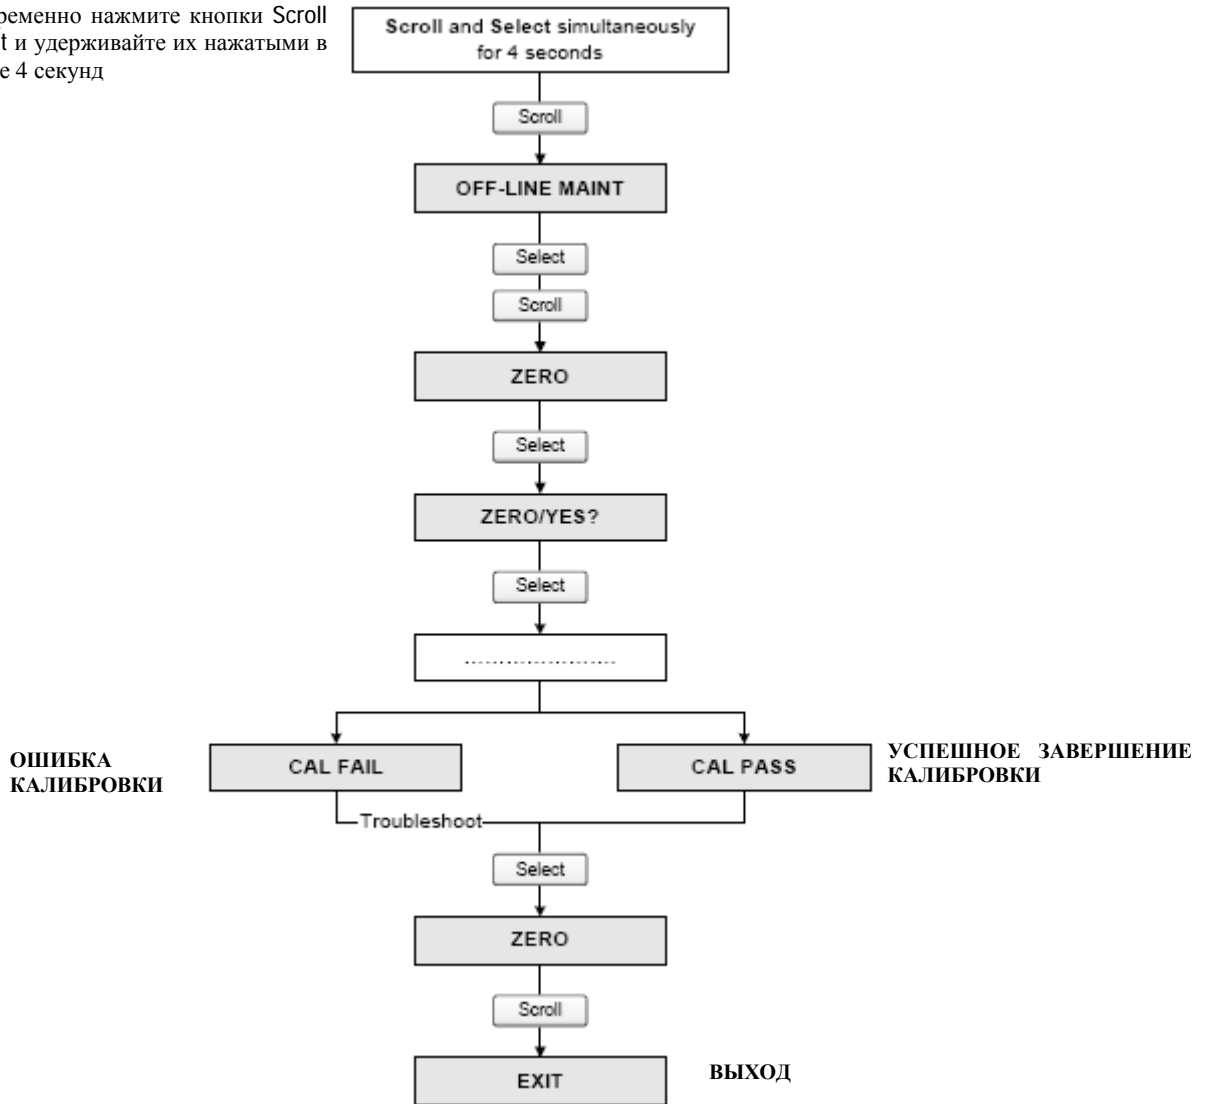 ременно нажмите кнопки Scroll
t и удерживайте их нажатыми в
е 4 секунд
Scroll and Select simultaneously
for 4 seconds
Scroll
OFF-LINE MAINT
Select
Scroll
ZERO
Select
ZERO/YES?
Select
........................
ОШИБКА
КАЛИБРОВКИ
CAL FAIL
CAL PASS
УСПЕШНОЕ ЗАВЕРШЕНИЕ
КАЛИБРОВКИ
Troubleshoot
Select
ZERO
Scroll
EXIT
ВЫХОД